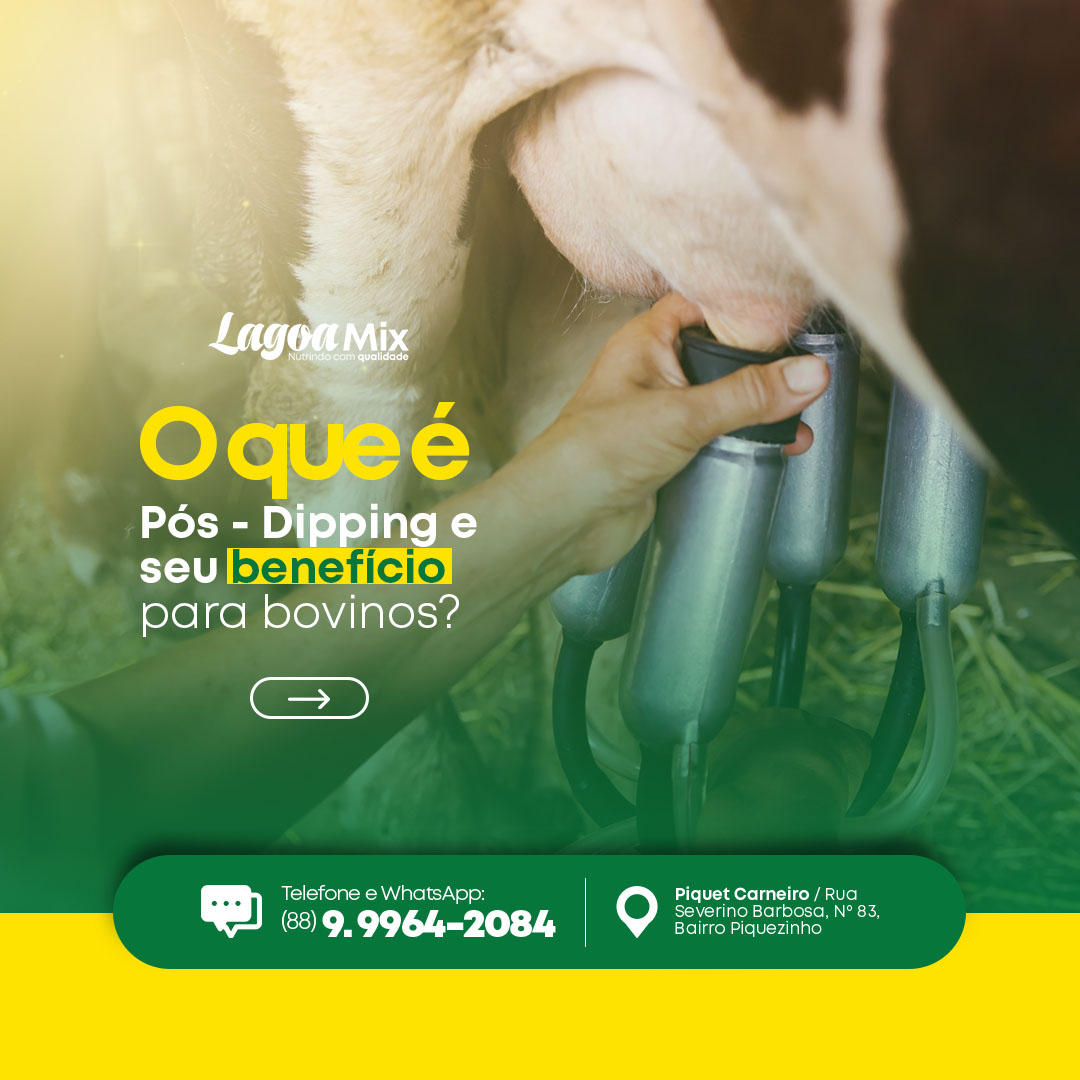 Lagoa Mix
Nutrindo com qualidade
O que é
Pós - Dipping e
seu benefício
para bovinos?
Telefone e WhatsApp:
(88) 9. 9964-2084
Piquet Carneiro / Rua
Severino Barbosa, Nº 83,
Bairro Piquezinho